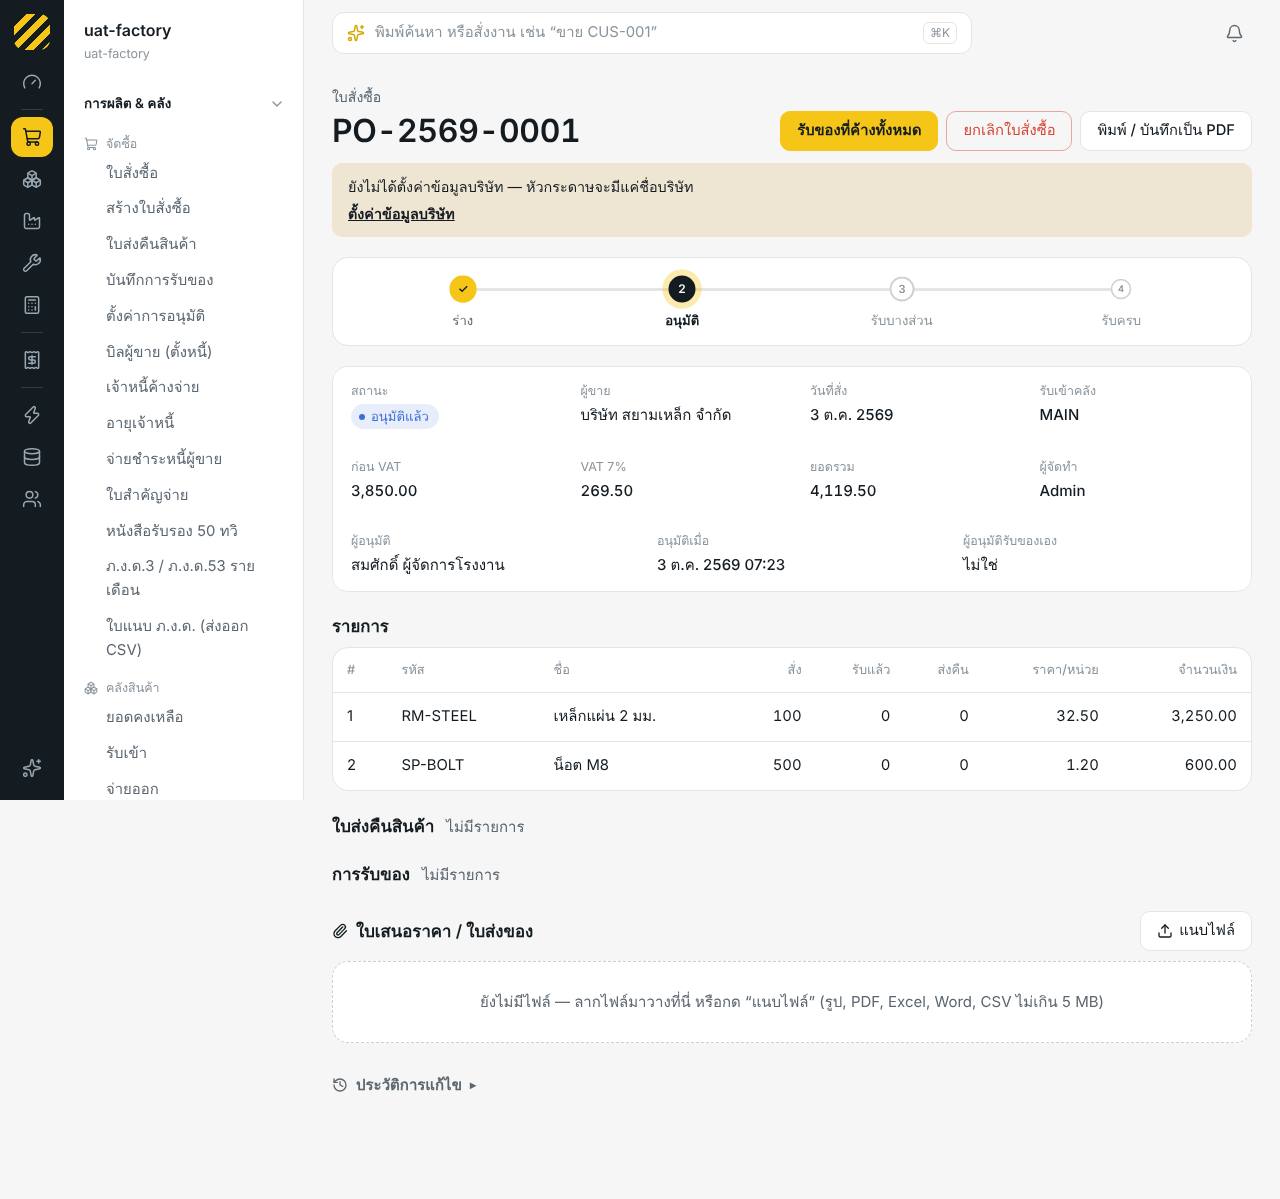 uat-factory
uat-factory
การผลิต & คลัง
จัดซื้อ
ใบสั่งซื้อ
สร้างใบสั่งซื้อ
ใบส่งคืนสินค้า
บันทึกการรับของ
ตั้งค่าการอนุมัติ
บิลผู้ขาย (ตั้งหนี้)
เจ้าหนี้ค้างจ่าย
อายุเจ้าหนี้
จ่ายชำระหนี้ผู้ขาย
ใบสำคัญจ่าย
หนังสือรับรอง 50 ทวิ
ภ.ง.ด.3 / ภ.ง.ด.53 ราย
เดือน
ใบแนบ ภ.ง.ด. (ส่งออก
CSV)
คลังสินค้า
ยอดคงเหลือ
รับเข้า
จ่ายออก
พิมพ์ค้นหา หรือสั่งงาน เช่น “ขาย CUS-001” ⌘K
ใบสั่งซื้อ
PO-2569-0001
รับของที่ค้างทั้งหมด ยกเลิกใบสั่งซื้อ พิมพ์ / บันทึกเป็น PDF
ยังไม่ได้ตั้งค่าข้อมูลบริษัท — หัวกระดาษจะมีแค่ชื่อบริษัท
ตั้งค่าข้อมูลบริษัท
2 3 4
ร่าง อนุมัติ รับบางส่วน รับครบ
สถานะ ผู้ขาย วันที่สั่ง รับเข้าคลัง
อนุมัติแล้ว บริษัท สยามเหล็ก จำกัด 3 ต.ค. 2569 MAIN
ก่อน VAT VAT 7% ยอดรวม ผู้จัดทำ
3,850.00 269.50 4,119.50 Admin
ผู้อนุมัติ อนุมัติเมื่อ ผู้อนุมัติรับของเอง
สมศักดิ์ ผู้จัดการโรงงาน 3 ต.ค. 2569 07:23 ไม่ใช่
รายการ
# รหัส ชื่อ สั่ง รับแล้ว ส่งคืน ราคา/หน่วย จำนวนเงิน
1 RM-STEEL เหล็กแผ่น 2 มม. 100 0 0 32.50 3,250.00
2 SP-BOLT น็อต M8 500 0 0 1.20 600.00
ใบส่งคืนสินค้า ไม่มีรายการ
การรับของ ไม่มีรายการ
ใบเสนอราคา / ใบส่งของ แนบไฟล์
ยังไม่มีไฟล์ — ลากไฟล์มาวางที่นี่ หรือกด “แนบไฟล์” (รูป, PDF, Excel, Word, CSV ไม่เกิน 5 MB)
ประวัติการแก้ไข ▸